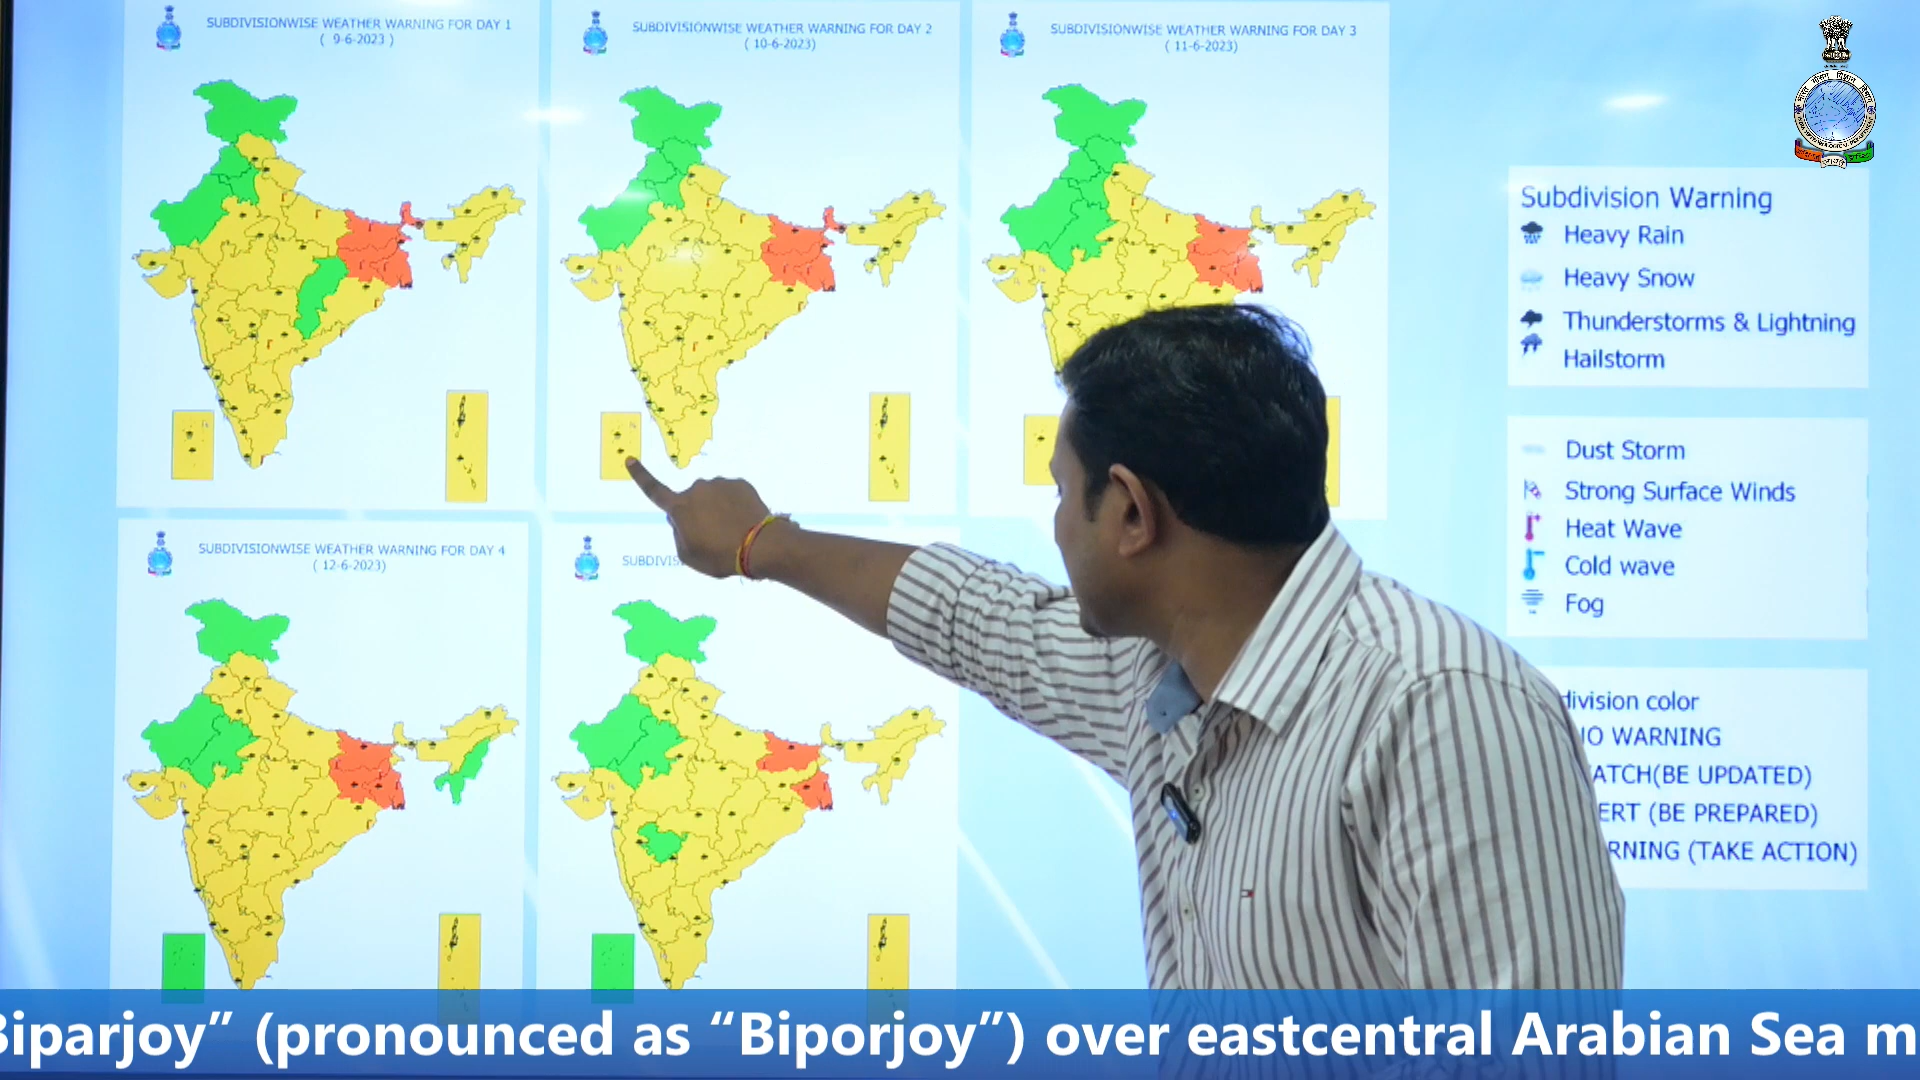 SUBDIVISIONWISE WEATHER WARNING FOR DAY 1
( 9-6-2023 )
SUBDIVISIONWISE WEATHER WARNING FOR DAY 2
( 10-6-2023)
SUBDIVISIONWISE WEATHER WARNING FOR DAY 3
( 11-6-2023)
Subdivision Warning
Heavy Rain
Heavy Snow
Thunderstorms & Lightning
Hailstorm
Dust Storm
Strong Surface Winds
Heat Wave
Cold wave
Fog
SUBDIVISIONWISE WEATHER WARNING FOR DAY 4
( 12-6-2023)
SUBDIVIS
division color
NO WARNING
ATCH(BE UPDATED)
ERT (BE PREPARED)
RNING (TAKE ACTION)
Biparjoy” (pronounced as “Biporjoy”) over eastcentral Arabian Sea m